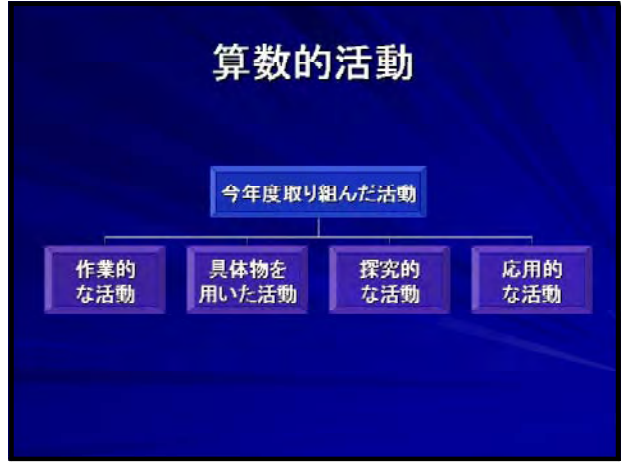 算数的活動
今年度取り組んだ活動
作業的
な活動
具体物を
用いた活動
探究的
な活動
応用的
な活動